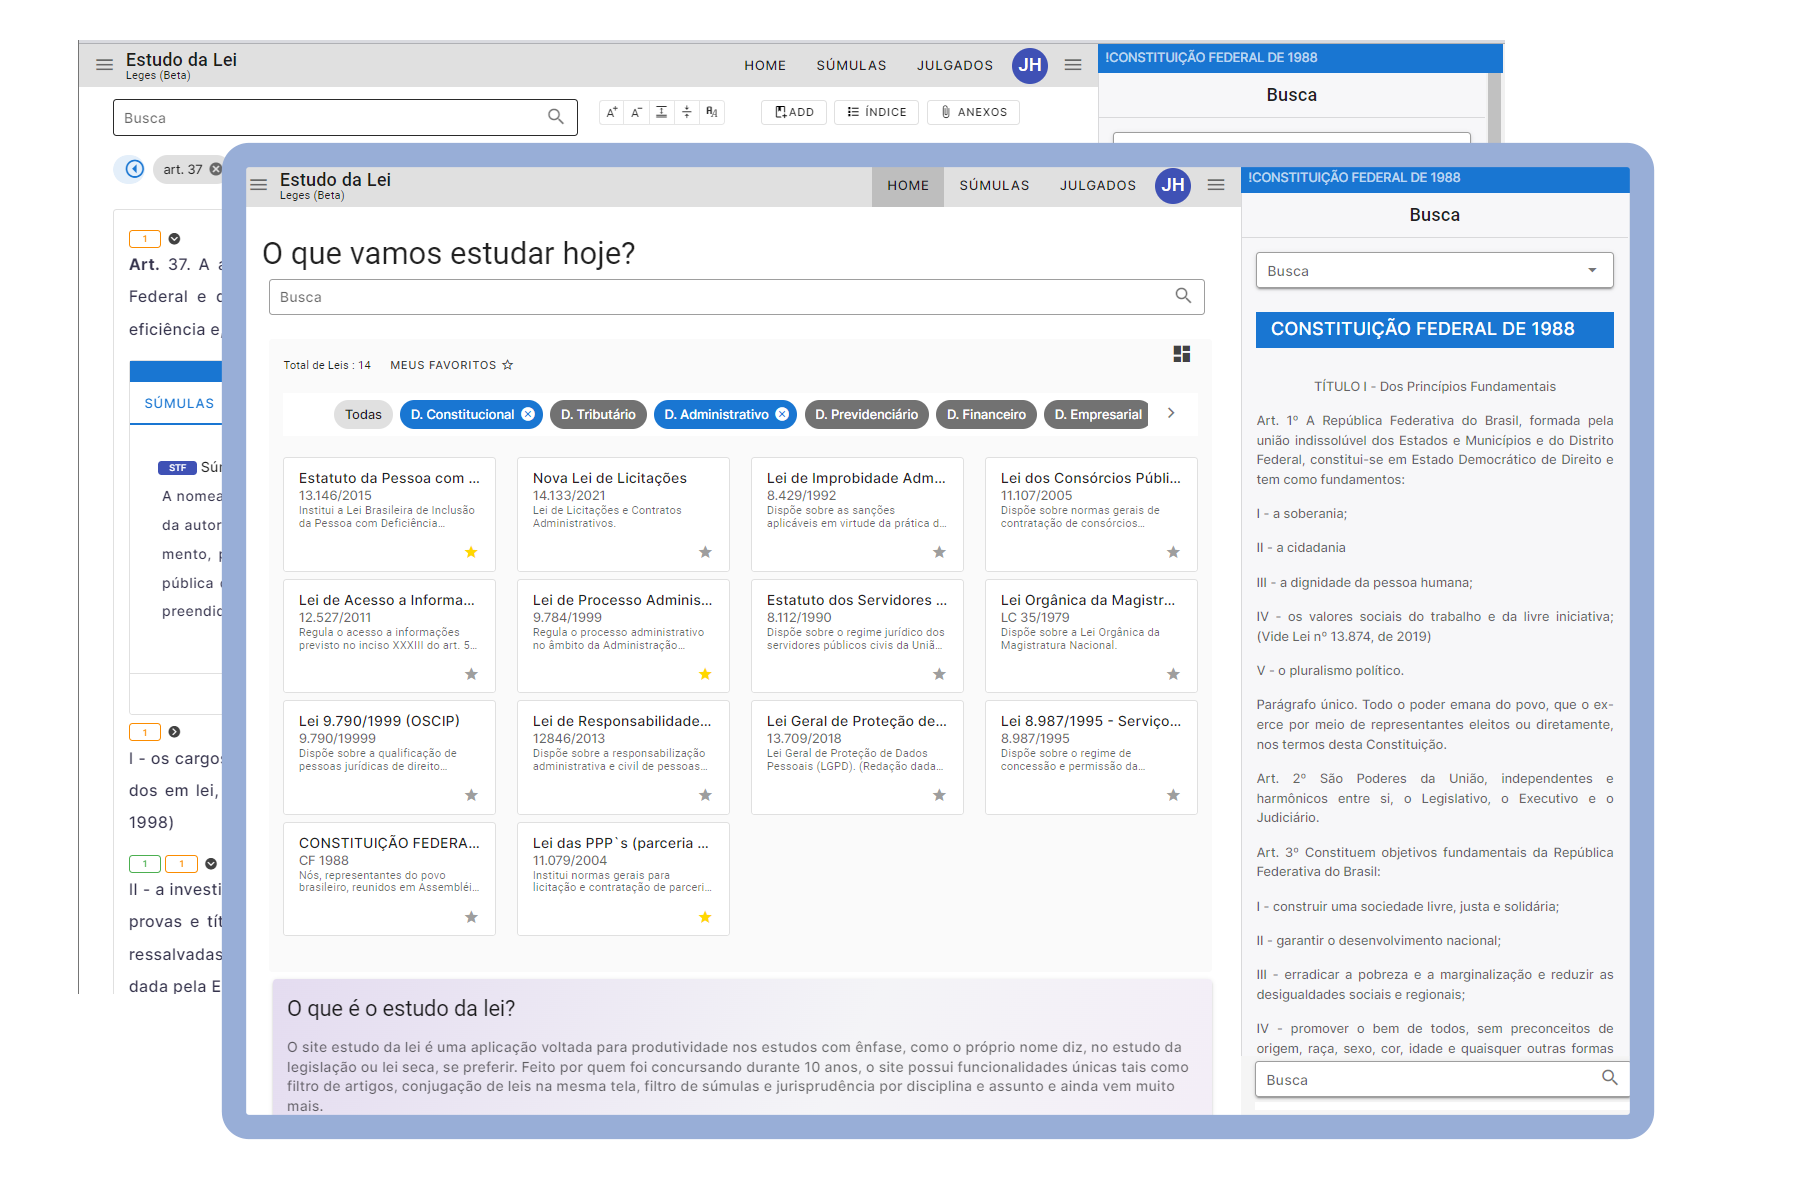 Estudo da Lei
Leges (Beta)
HOME
SÚMULAS
JULGADOS
JH
!CONSTITUIÇÃO FEDERAL DE 1988
Busca
Busca
A+
A-
ADD
ÍNDICE
ANEXOS
art. 37
1
Art. 37. A a
Federal e
eficiência e,
SÚMULAS
STF Súm
A nomea
da autor
mento, p
pública
preendid
1
I - os cargos
dos em lei,
1998)
1
1
II - a investi
provas e tít
ressalvadas
dada pela E
Estudo da Lei
Leges (Beta)
HOME
SÚMULAS
JULGADOS
JH
O que vamos estudar hoje?
Busca
Total de Leis : 14
MEUS FAVORITOS
Todas
D. Constitucional
D. Tributário
D. Administrativo
D. Previdenciário
D. Financeiro
D. Empresarial
Estatuto da Pessoa com ...
13.146/2015
Institui a Lei Brasileira de Inclusão
da Pessoa com Deficiência...
Nova Lei de Licitações
14.133/2021
Lei de Licitações e Contratos
Administrativos.
Lei de Improbidade Adm...
8.429/1992
Dispõe sobre as sanções
aplicáveis em virtude da prática d...
Lei dos Consórcios Públi...
11.107/2005
Dispõe sobre normas gerais de
contratação de consórcios...
Lei de Acesso a Informa...
12.527/2011
Regula o acesso a informações
previsto no inciso XXXIII do art. 5...
Lei de Processo Adminis...
9.784/1999
Regula o processo administrativo
no âmbito da Administração...
Estatuto dos Servidores ...
8.112/1990
Dispõe sobre o regime jurídico dos
servidores públicos civis da Uniã...
Lei Orgânica da Magistr...
LC 35/1979
Dispõe sobre a Lei Orgânica da
Magistratura Nacional.
Lei 9.790/1999 (OSCIP)
9.790/19999
Dispõe sobre a qualificação de
pessoas jurídicas de direito...
Lei de Responsabilidade...
12846/2013
Dispõe sobre a responsabilização
administrativa e civil de pessoas...
Lei Geral de Proteção de...
13.709/2018
Lei Geral de Proteção de Dados
Pessoais (LGPD). (Redação dada...
Lei 8.987/1995 - Serviço...
8.987/1995
Dispõe sobre o regime de
concessão e permissão da...
CONSTITUIÇÃO FEDERA...
CF 1988
Nós, representantes do povo
brasileiro, reunidos em Assembléi...
Lei das PPP`s (parceria ...
11.079/2004
Institui normas gerais para
licitação e contratação de parceri...
O que é o estudo da lei?
O site estudo da lei é uma aplicação voltada para produtividade nos estudos com ênfase, como o próprio nome diz, no estudo da
legislação ou lei seca, se preferir. Feito por quem foi concursando durante 10 anos, o site possui funcionalidades únicas tais como
filtro de artigos, conjugação de leis na mesma tela, filtro de súmulas e jurisprudência por disciplina e assunto e ainda vem muito
mais.
!CONSTITUIÇÃO FEDERAL DE 1988
Busca
Busca
CONSTITUIÇÃO FEDERAL DE 1988
TÍTULO I - Dos Princípios Fundamentais
Art. 1º A República Federativa do Brasil, formada pela
união indissolúvel dos Estados e Municípios e do Distrito
Federal, constitui-se em Estado Democrático de Direito e
tem como fundamentos:
I - a soberania;
II - a cidadania
III - a dignidade da pessoa humana;
IV - os valores sociais do trabalho e da livre iniciativa;
(Vide Lei nº 13.874, de 2019)
V - o pluralismo político.
Parágrafo único. Todo o poder emana do povo, que o ex-
erce por meio de representantes eleitos ou diretamente,
nos termos desta Constituição.
Art. 2º São Poderes da União, independentes e
harmônicos entre si, o Legislativo, o Executivo e o
Judiciário.
Art. 3º Constituem objetivos fundamentais da República
Federativa do Brasil:
I - construir uma sociedade livre, justa e solidária;
II - garantir o desenvolvimento nacional;
III - erradicar a pobreza e a marginalização e reduzir as
desigualdades sociais e regionais;
IV - promover o bem de todos, sem preconceitos de
origem, raça, sexo, cor, idade e quaisquer outras formas
Busca